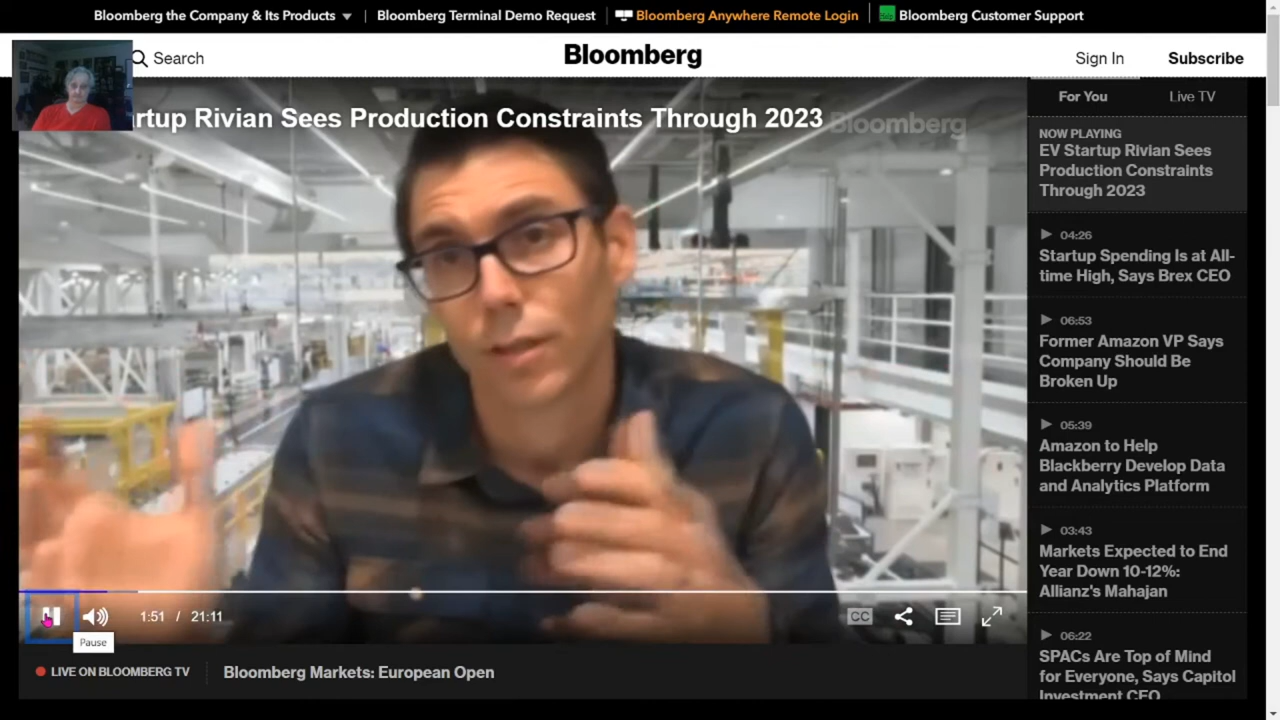 Bloomberg the Company & Its Products
Bloomberg Terminal Demo Request
Bloomberg Anywhere Remote Login
Bloomberg Customer Support
Search
Bloomberg
Sign In
Subscribe
artup Rivian Sees Production Constraints Through 2023
Bloomberg
1:51 / 21:11
CC
Pause
LIVE ON BLOOMBERG TV
Bloomberg Markets: European Open
For You
Live TV
NOW PLAYING
EV Startup Rivian Sees
Production Constraints
Through 2023
04:26
Startup Spending Is at All-
time High, Says Brex CEO
06:53
Former Amazon VP Says
Company Should Be
Broken Up
05:39
Amazon to Help
Blackberry Develop Data
and Analytics Platform
03:43
Markets Expected to End
Year Down 10-12%:
Allianz's Mahajan
06:22
SPACs Are Top of Mind
for Everyone, Says Capitol
Investment CEO